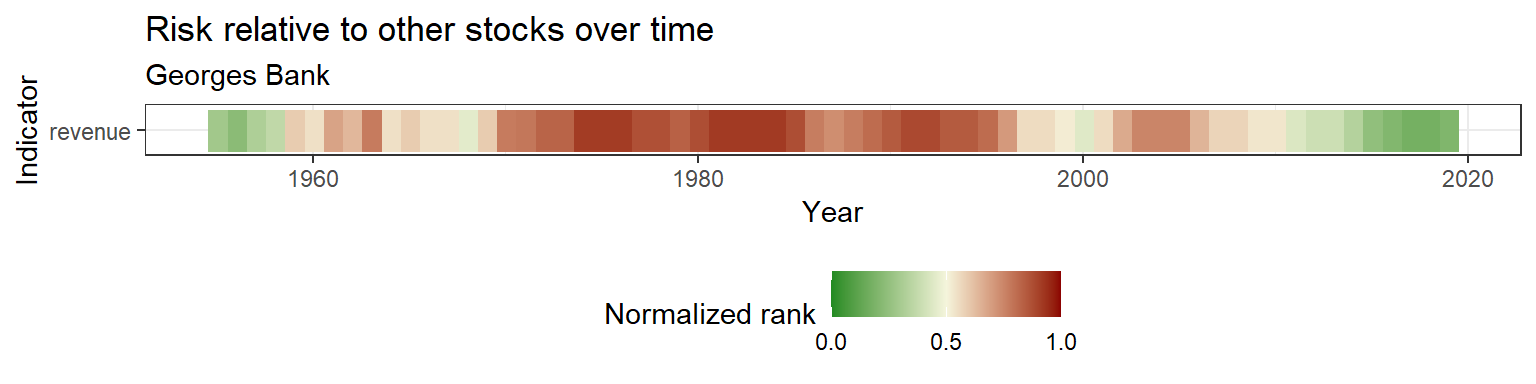 Risk relative to other stocks over time
Georges Bank
Indicator
revenue
1960 1980 2000 2020
Year
Normalized rank
0.0 0.5 1.0